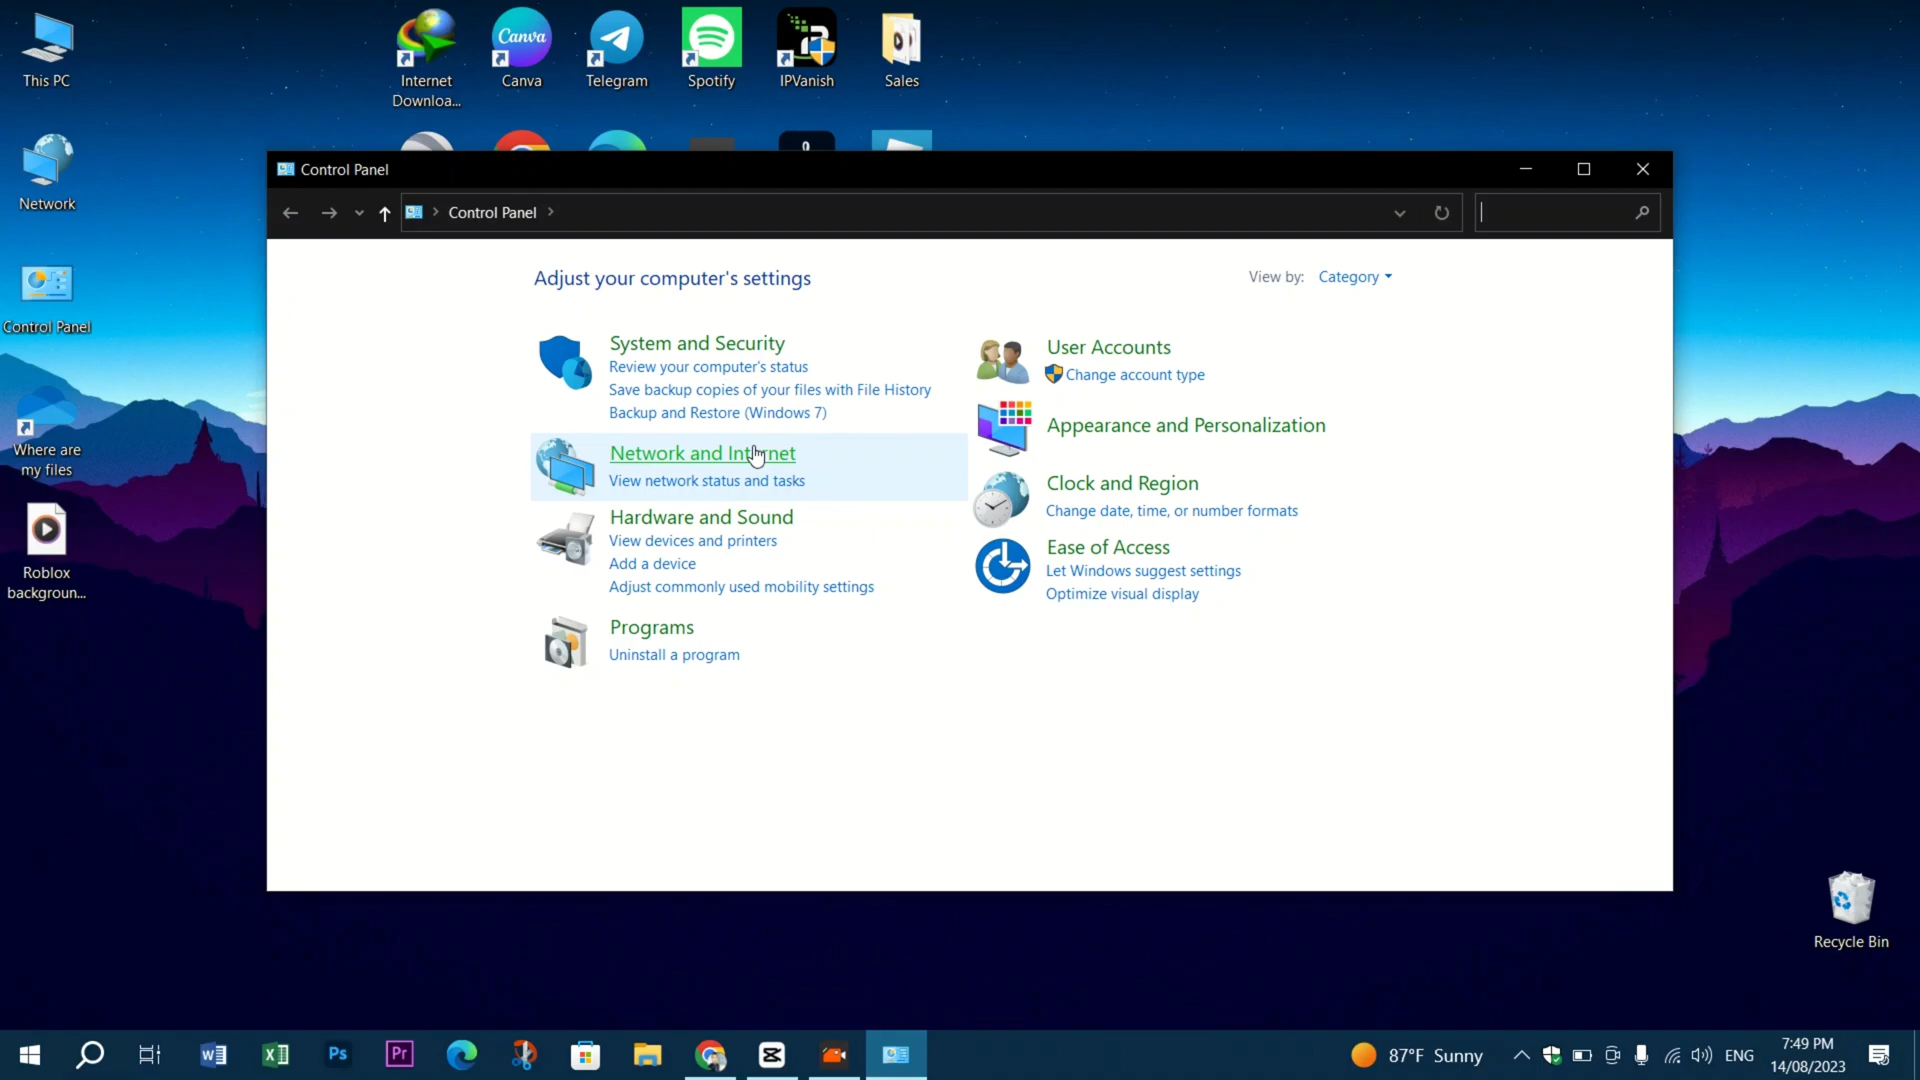 This PC
Internet
Downloa...
Canva
Canva
Telegram
Spotify
IPVanish
Sales
Network
Control Panel
Where are
my files
Roblox
backgroun...
Control Panel
Control Panel
Adjust your computer's settings
View by: Category
System and Security
Review your computer's status
Save backup copies of your files with File History
Backup and Restore (Windows 7)
Network and Internet
View network status and tasks
Hardware and Sound
View devices and printers
Add a device
Adjust commonly used mobility settings
Programs
Uninstall a program
User Accounts
Change account type
Appearance and Personalization
Clock and Region
Change date, time, or number formats
Ease of Access
Let Windows suggest settings
Optimize visual display
Recycle Bin
W
X
Ps
Pr
87°F Sunny
ENG
7:49 PM
14/08/2023